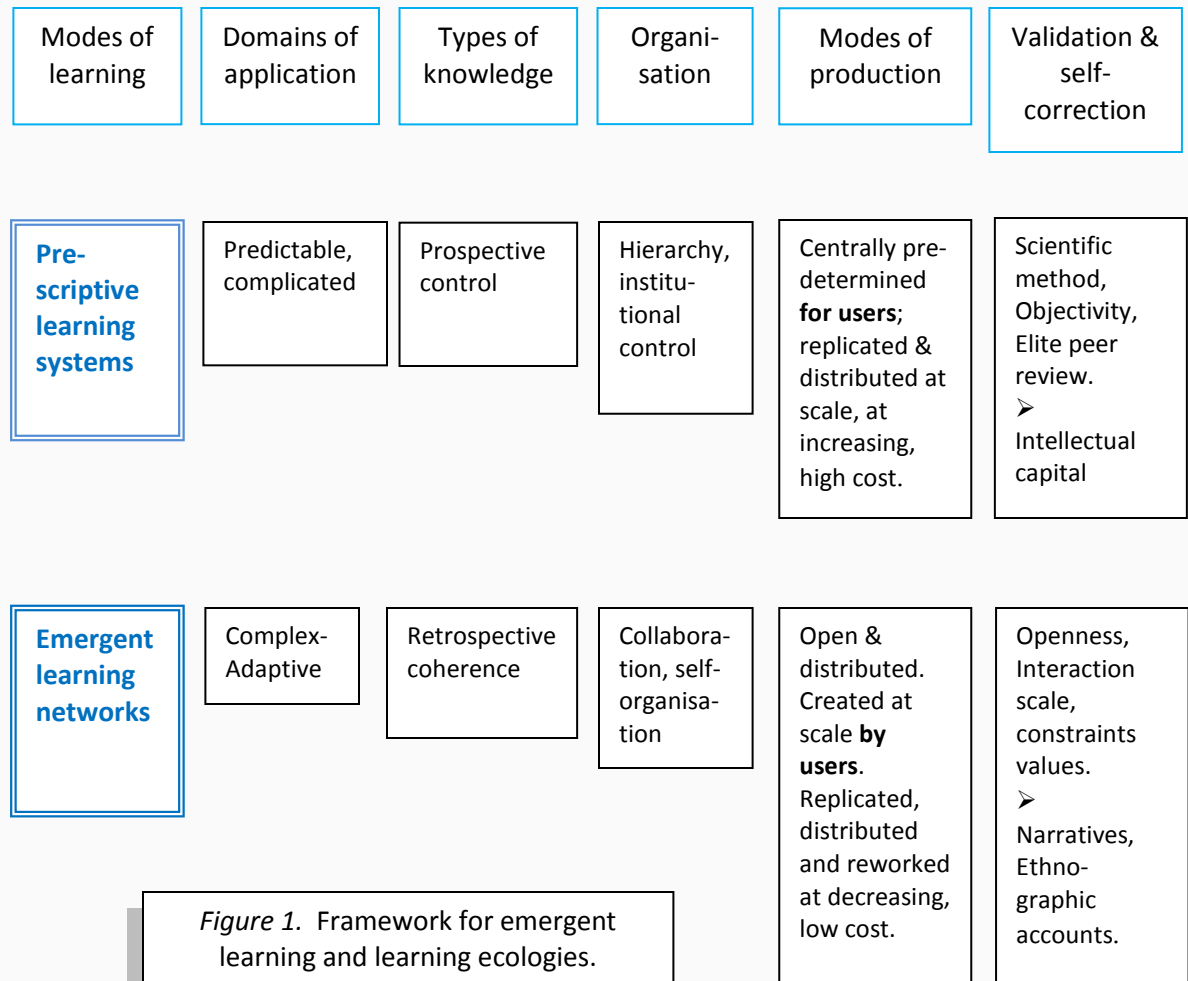 Modes of
learning
Domains of
application
Types of
knowledge
Organi-
sation
Modes of
production
Validation &
self-
correction
Pre-
scriptive
learning
systems
Predictable,
complicated
Prospective
control
Hierarchy,
institu-
tional
control
Centrally pre-
determined
for users;
replicated &
distributed at
scale, at
increasing,
high cost.
Scientific
method,
Objectivity,
Elite peer
review.
➢
Intellectual
capital
Emergent
learning
networks
Complex-
Adaptive
Retrospective
coherence
Collabora-
tion, self-
organisa-
tion
Open &
distributed.
Created at
scale by
users.
Replicated,
distributed
and reworked
at decreasing,
low cost.
Openness,
Interaction
scale,
constraints
values.
➢
Narratives,
Ethno-
graphic
accounts.
Figure 1. Framework for emergent
learning and learning ecologies.